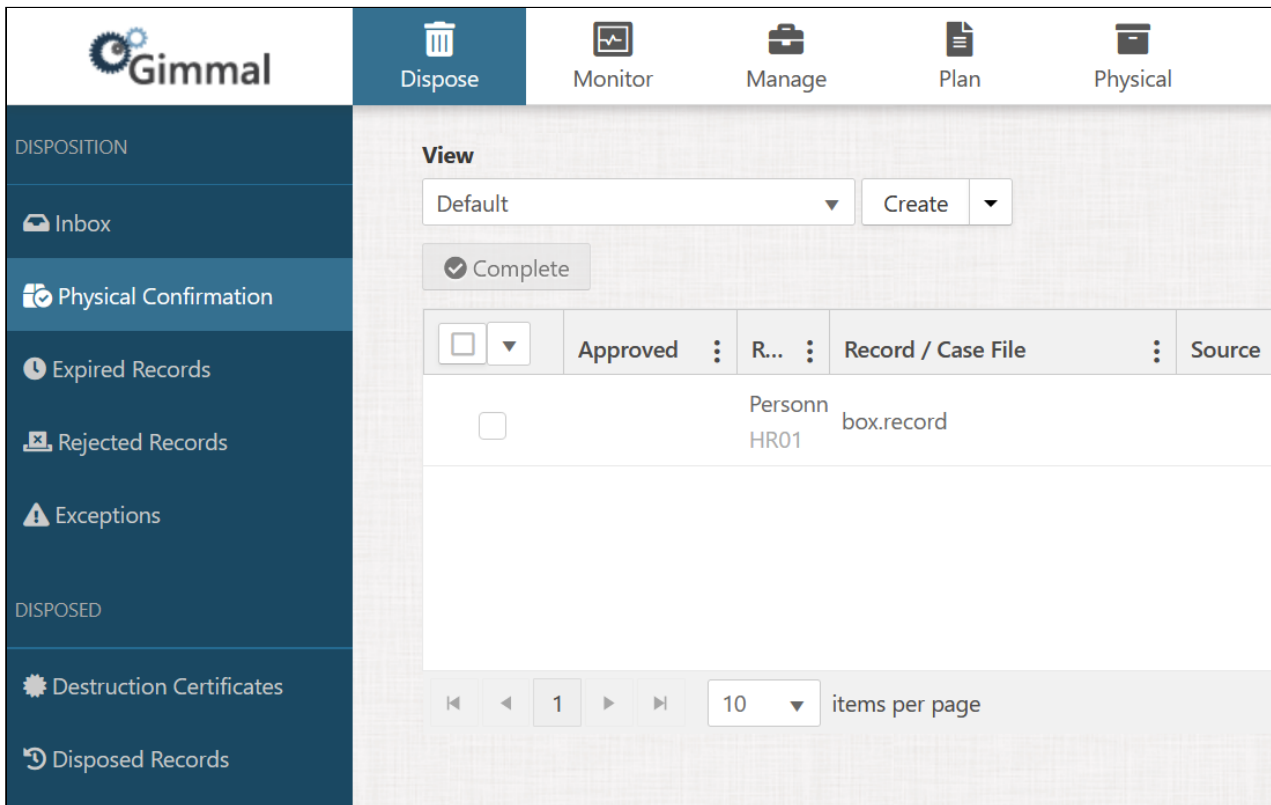 Gimmal
Dispose
Monitor
Manage
Plan
Physical
DISPOSITION
Inbox
Physical Confirmation
Expired Records
Rejected Records
Exceptions
DISPOSED
Destruction Certificates
Disposed Records
View
Default
Create
Complete
Approved
R...
Record / Case File
Source
Personn
HR01
box.record
1
10
items per page